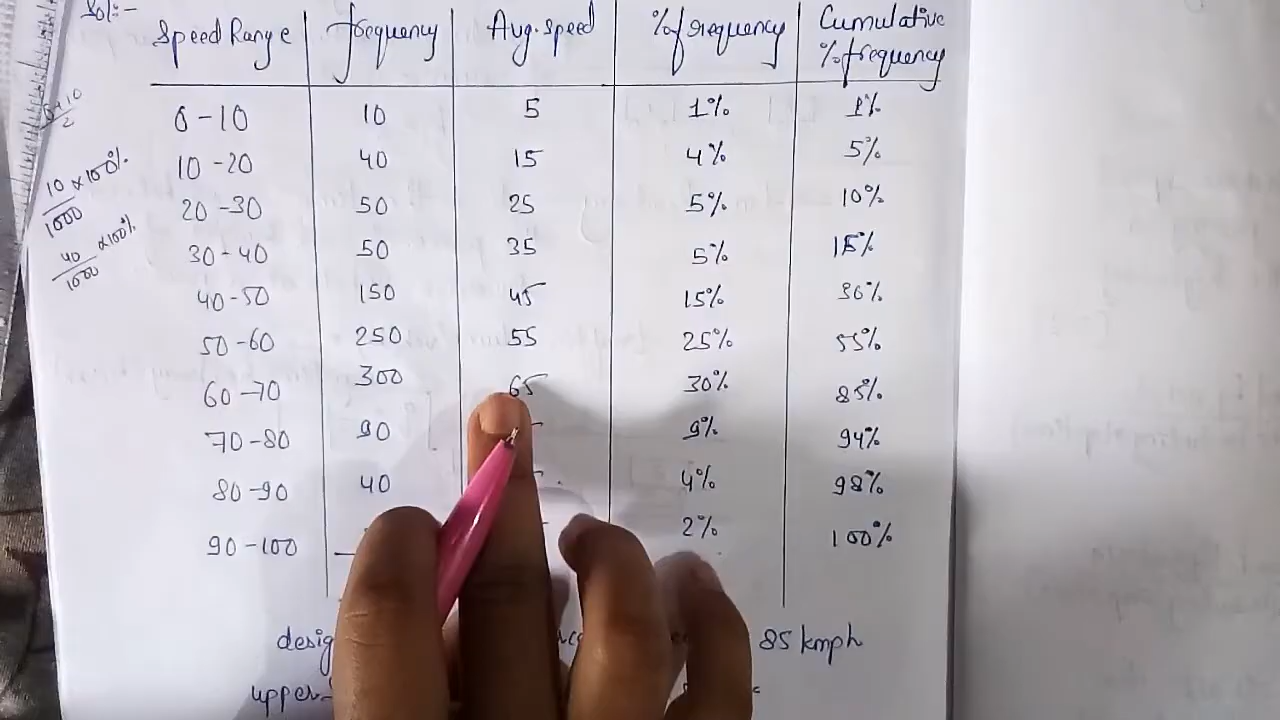 Sol:-
Speed Range frequency Avg. speed % frequency Cumulative % frequency
0-10 10 5 1% 1%
10-20 40 15 4% 5%
20-30 50 25 5% 10%
30-40 50 35 5% 15%
40-50 150 45 15% 30%
50-60 250 55 25% 55%
60-70 300 65 30% 85%
70-80 90 9% 94%
80-90 40 4% 98%
90-100 2% 100%
10/1000 ×100%
40/1000 ×100%
85 kmph
upper